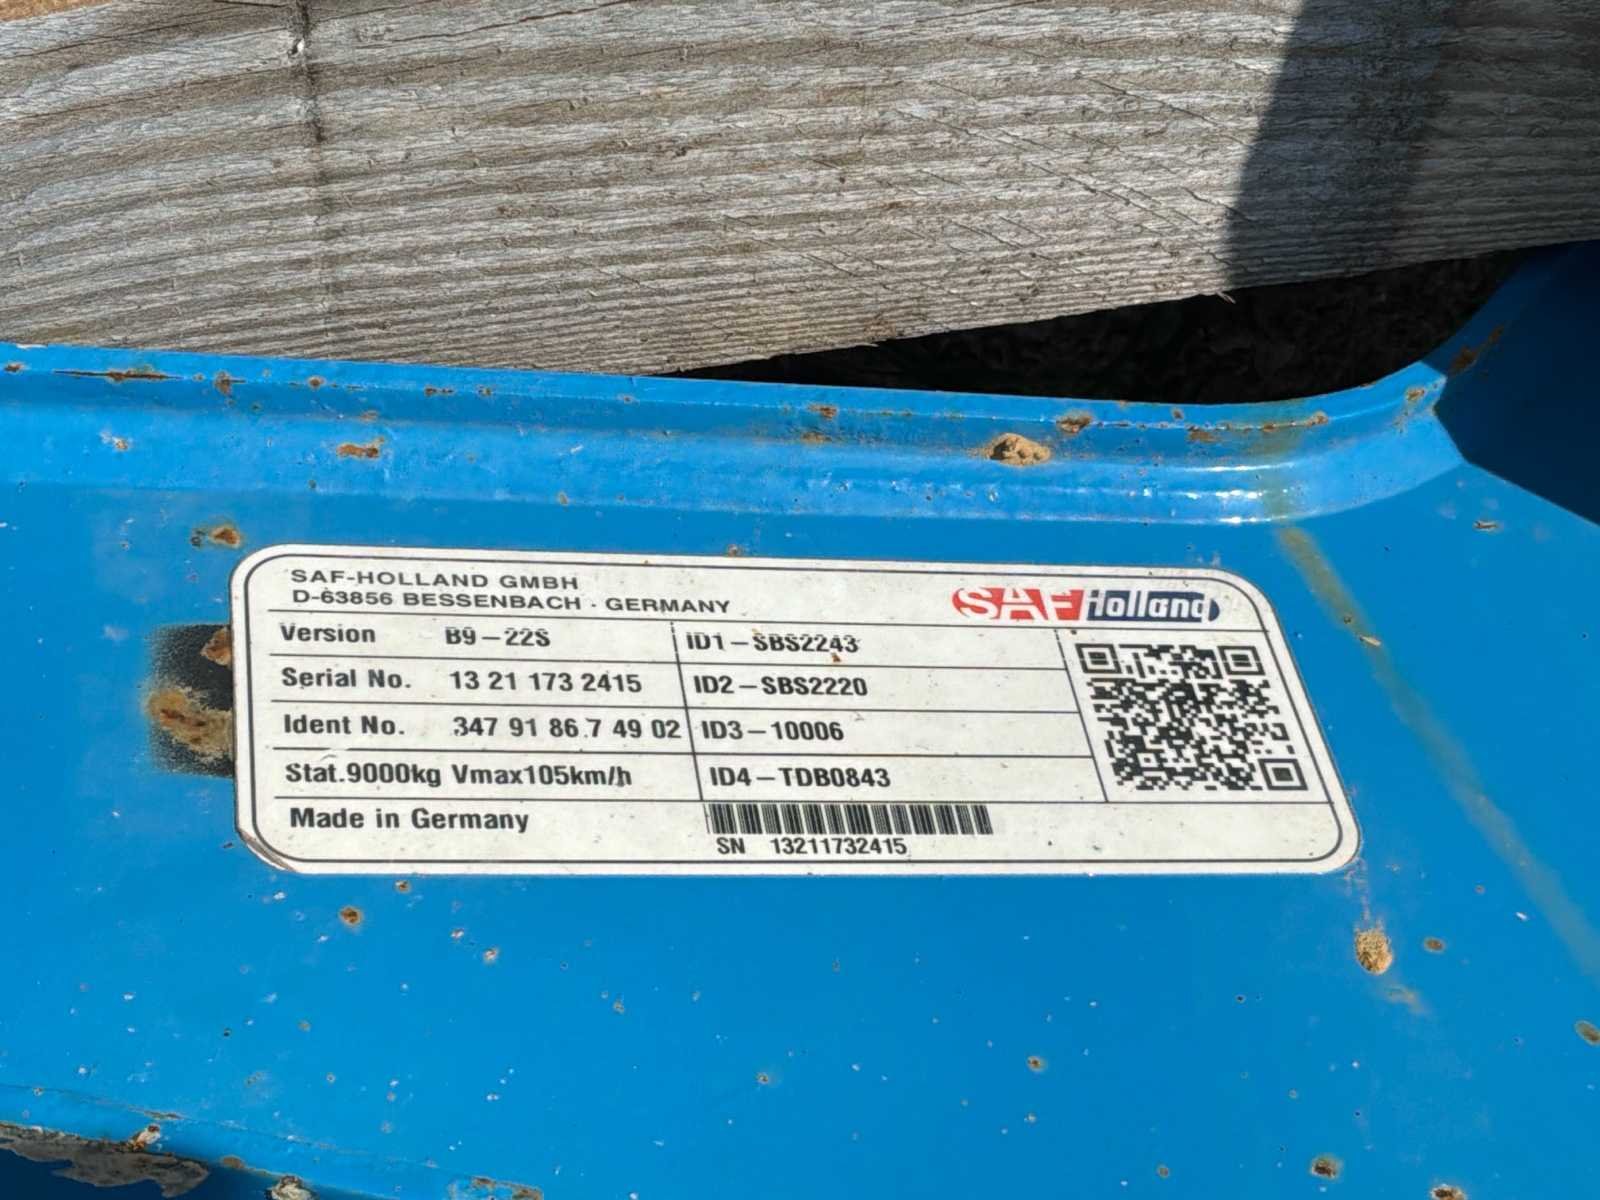 SAF-HOLLAND GMBH
D-63856 BESSENBACH · GERMANY
SAF Holland
Version B9-22S ID1-SBS2243
Serial No. 13 21 173 2415 ID2-SBS2220
Ident No. 347 91 86 7 49 02 ID3-10006
Stat.9000kg Vmax105km/h ID4-TDB0843
Made in Germany
SN 13211732415